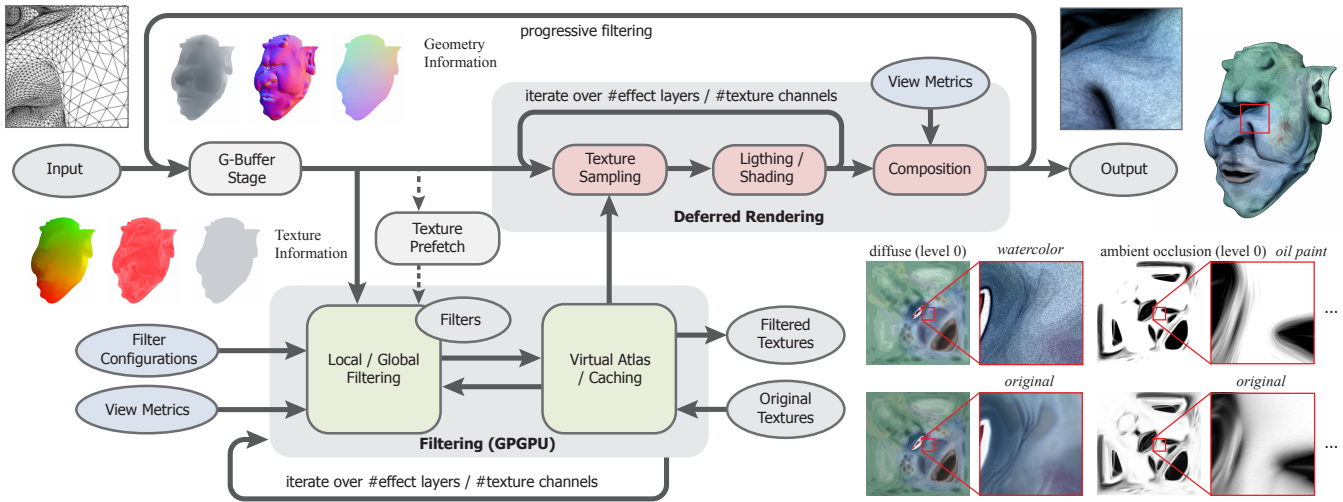 progressive filtering
Geometry
Information
View Metrics
iterate over #effect layers / #texture channels
Input
G-Buffer
Stage
Texture
Sampling
Ligthing /
Shading
Composition
Output
Deferred Rendering
Texture
Prefetch
Texture
Information
diffuse (level 0)
watercolor
ambient occlusion (level 0)
oil paint
Filters
Filter
Configurations
Local / Global
Filtering
Virtual Atlas
/ Caching
Filtered
Textures
...
View Metrics
Original
Textures
original
original
Filtering (GPGPU)
...
iterate over #effect layers / #texture channels